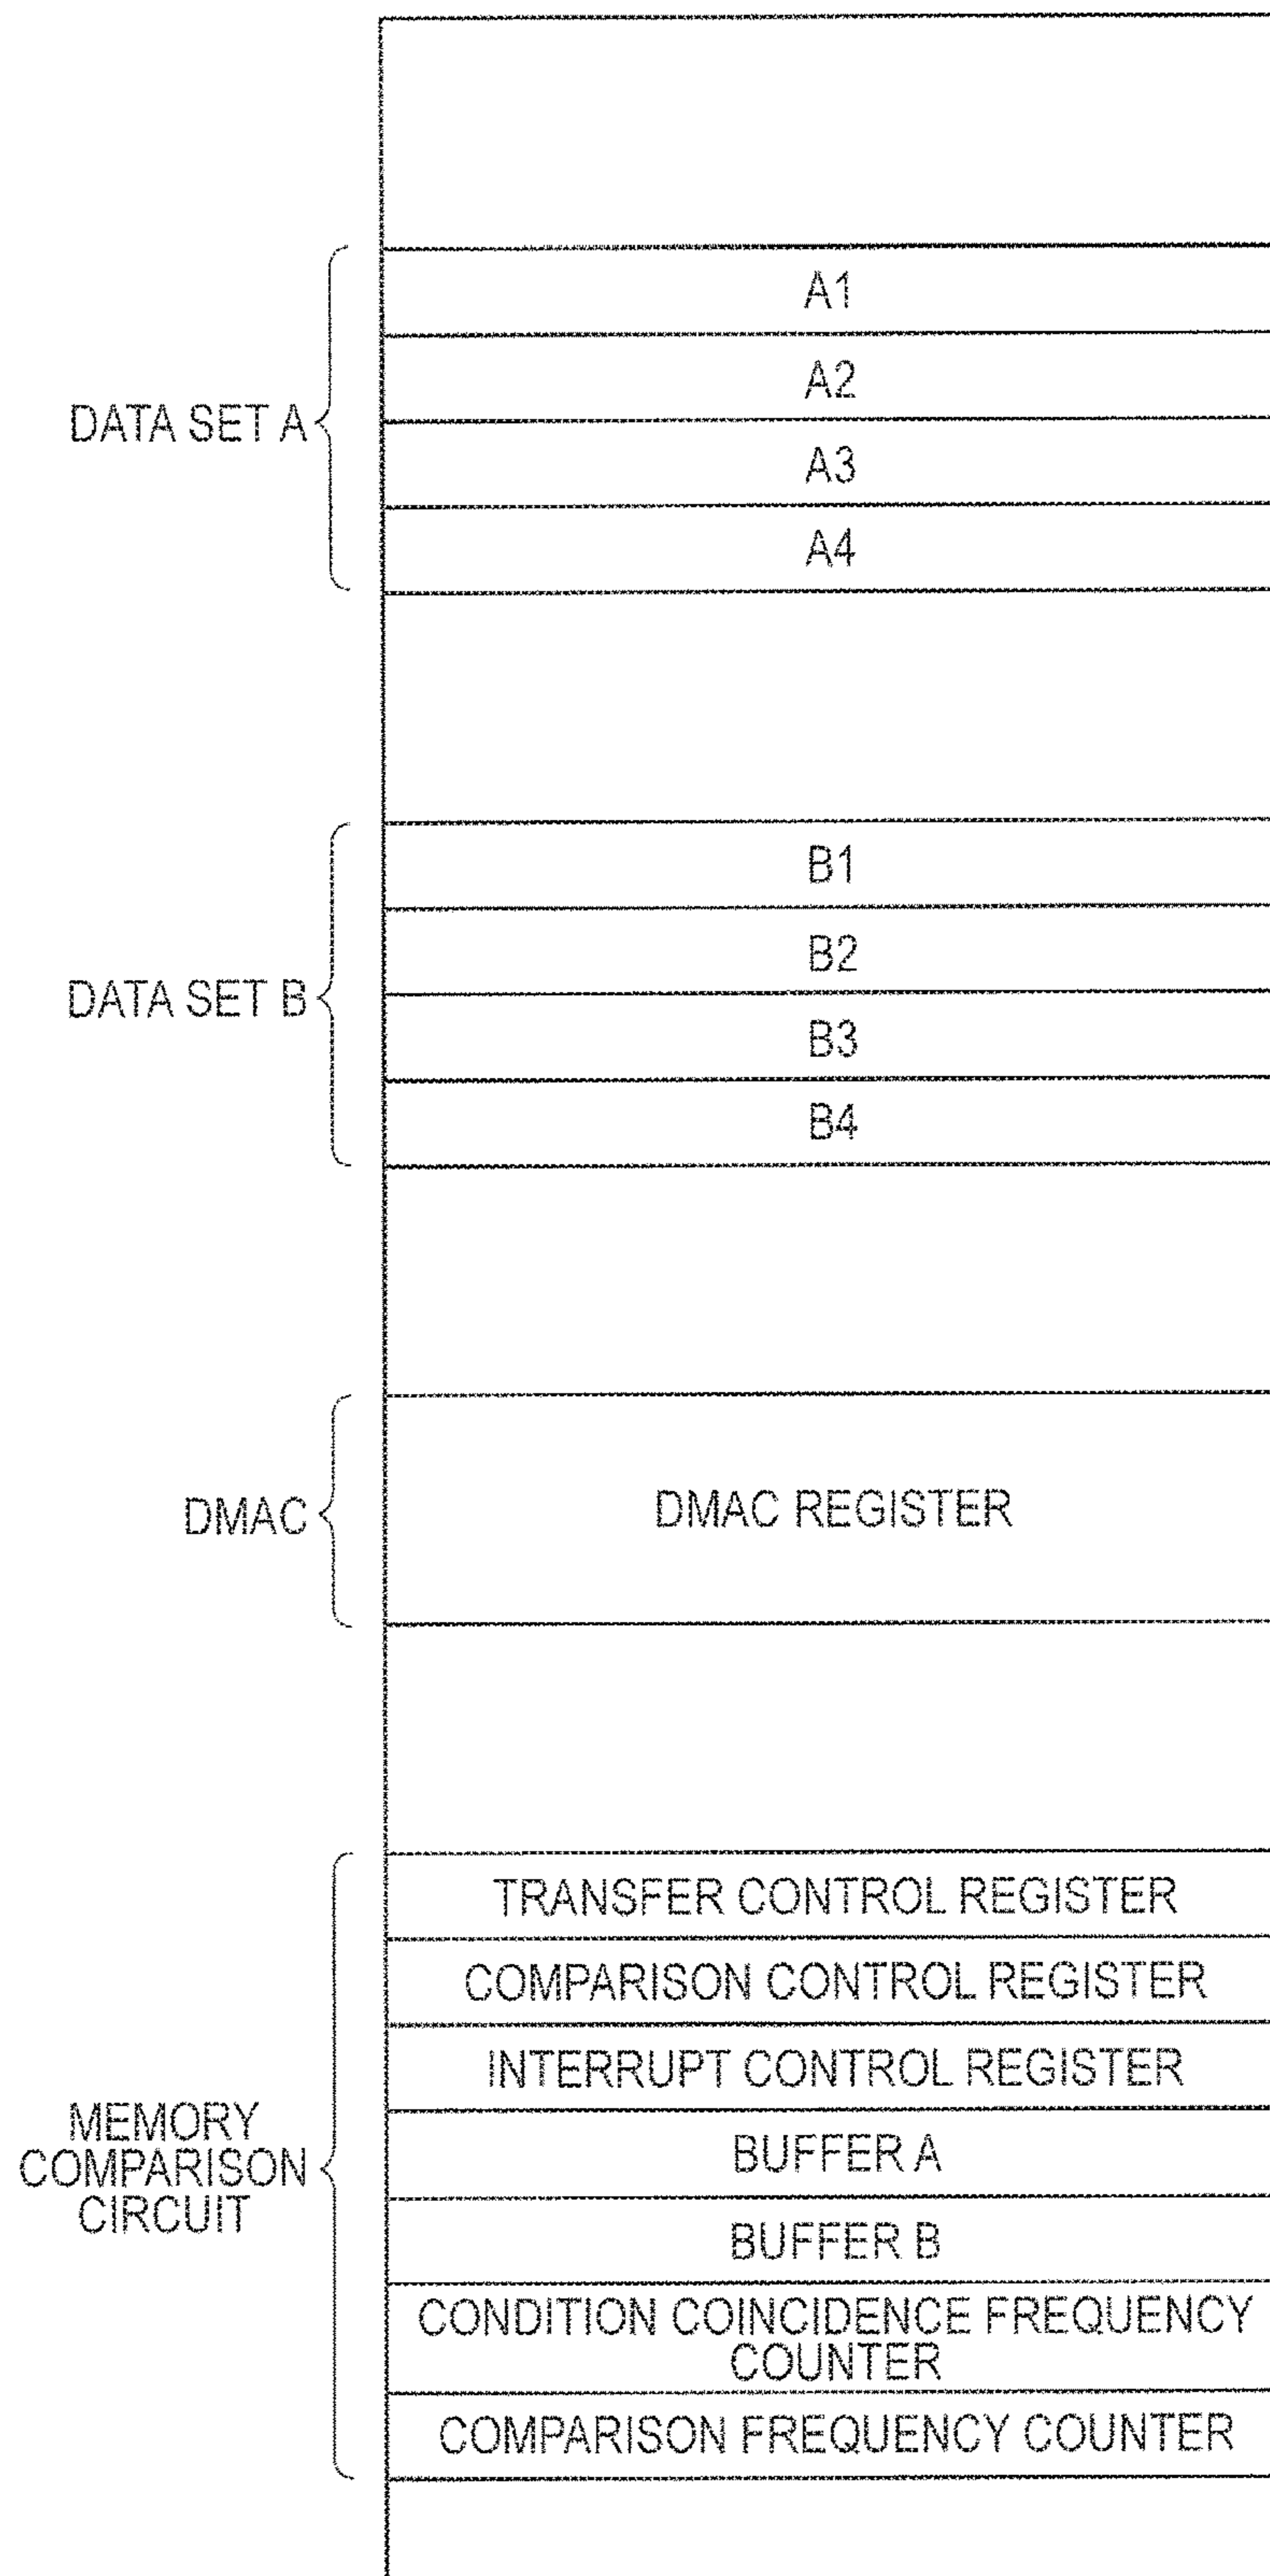 A1
A2
DATA SET A
A3
A4
B1
B2
DATA SET B
B3
B4
DMAC
DMAC REGISTER
TRANSFER CONTROL REGISTER
COMPARISON CONTROL REGISTER
INTERRUPT CONTROL REGISTER
MEMORY
COMPARISON
CIRCUIT
BUFFER A
BUFFER B
CONDITION COINCIDENCE FREQUENCY
COUNTER
COMPARISON FREQUENCY COUNTER